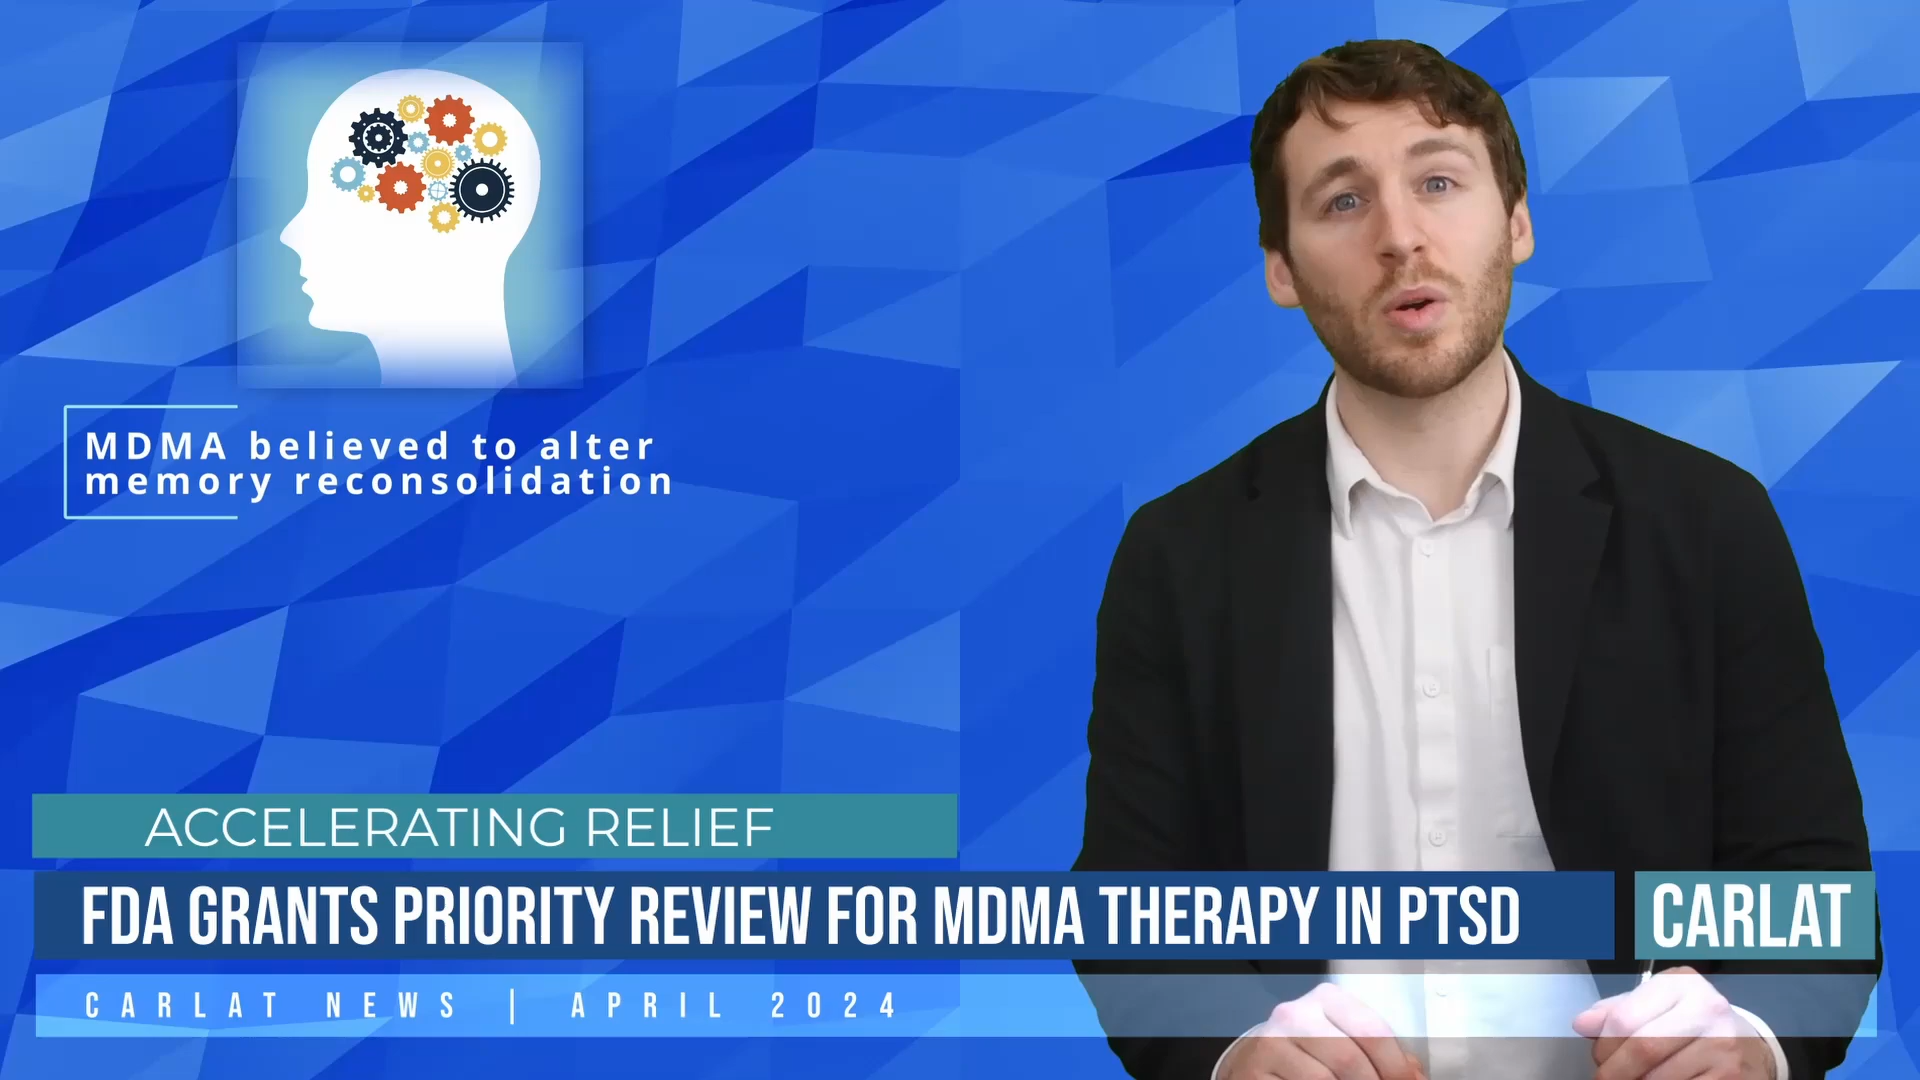 MDMA believed to alter
memory reconsolidation
ACCELERATING RELIEF
FDA GRANTS PRIORITY REVIEW FOR MDMA THERAPY IN PTSD
CARLAT
CARLAT NEWS | APRIL 2024